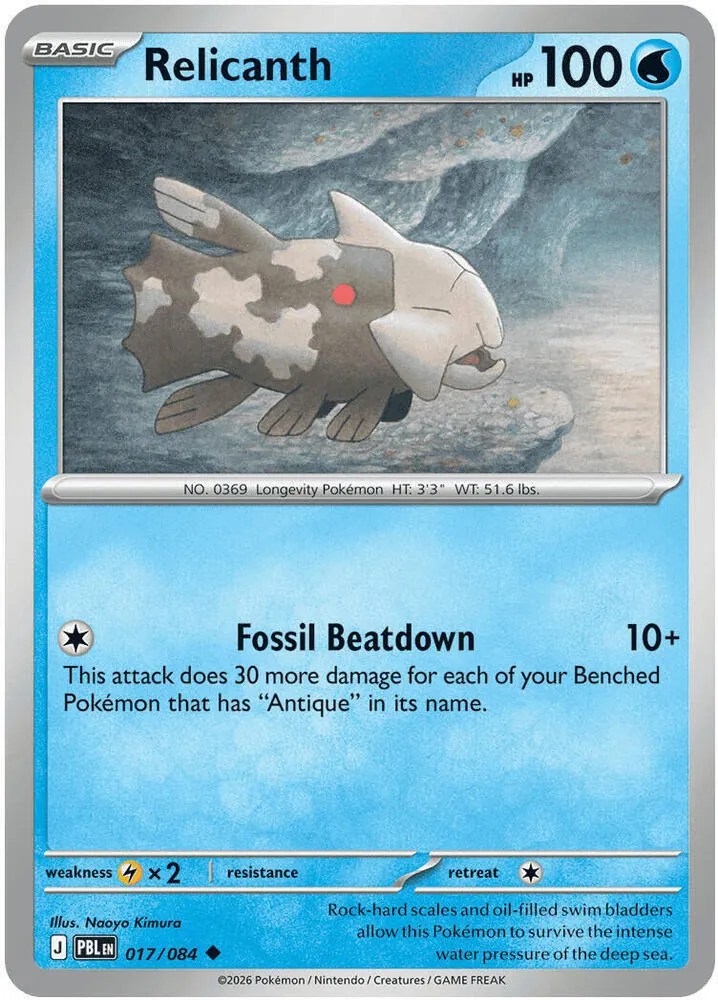 BASIC
Relicanth
HP 100
NO. 0369 Longevity Pokémon HT: 3'3" WT: 51.6 lbs.
Fossil Beatdown 10+
This attack does 30 more damage for each of your Benched
Pokémon that has “Antique” in its name.
weakness ×2 resistance retreat
Illus. Naoyo Kimura
Rock-hard scales and oil-filled swim bladders
allow this Pokémon to survive the intense
water pressure of the deep sea.
J PBL EN 017/084
©2026 Pokémon / Nintendo / Creatures / GAME FREAK